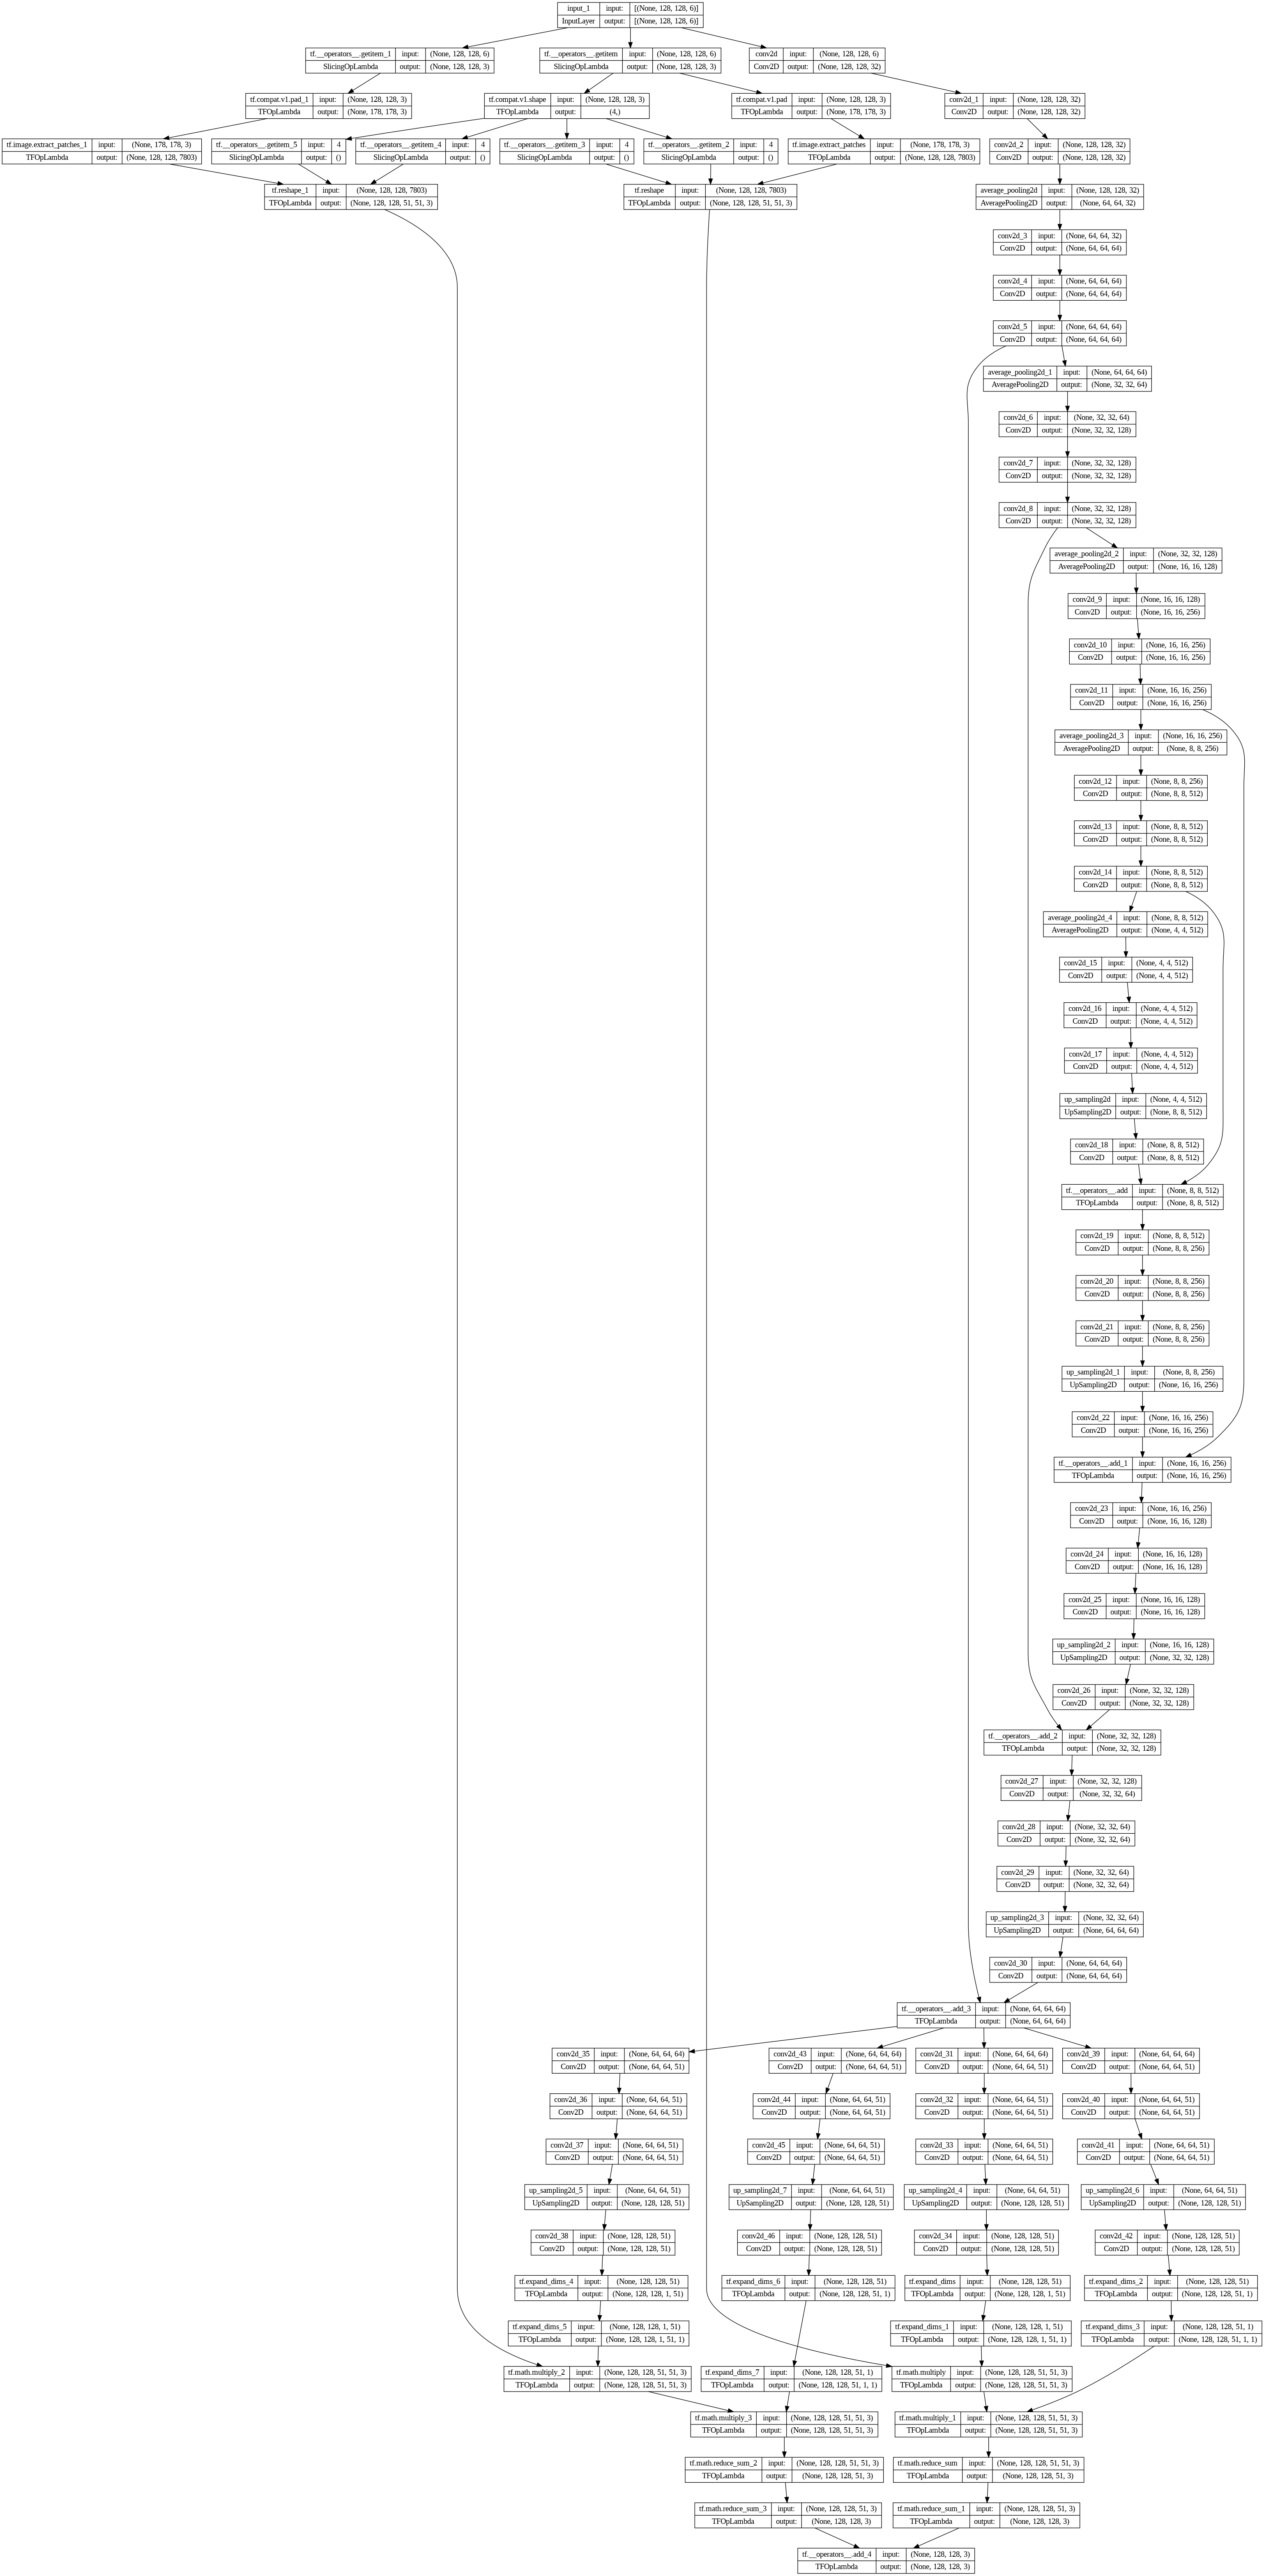 input_1 input: [(None, 128, 128, 6)]
InputLayer output: [(None, 128, 128, 6)]
tf.__operators__.getitem_1 input: (None, 128, 128, 6)
SlicingOpLambda output: (None, 128, 128, 3)
tf.__operators__.getitem input: (None, 128, 128, 6)
SlicingOpLambda output: (None, 128, 128, 3)
conv2d input: (None, 128, 128, 6)
Conv2D output: (None, 128, 128, 32)
tf.compat.v1.pad_1 input: (None, 128, 128, 3)
TFOpLambda output: (None, 178, 178, 3)
tf.compat.v1.shape input: (None, 128, 128, 3)
TFOpLambda output: (4,)
tf.compat.v1.pad input: (None, 128, 128, 3)
TFOpLambda output: (None, 178, 178, 3)
conv2d_1 input: (None, 128, 128, 32)
Conv2D output: (None, 128, 128, 32)
tf.image.extract_patches_1 input: (None, 178, 178, 3)
TFOpLambda output: (None, 128, 128, 7803)
tf.__operators__.getitem_5 input: 4
SlicingOpLambda output: ()
tf.__operators__.getitem_4 input: 4
SlicingOpLambda output: ()
tf.__operators__.getitem_3 input: 4
SlicingOpLambda output: ()
tf.__operators__.getitem_2 input: 4
SlicingOpLambda output: ()
tf.image.extract_patches input: (None, 178, 178, 3)
TFOpLambda output: (None, 128, 128, 7803)
conv2d_2 input: (None, 128, 128, 32)
Conv2D output: (None, 128, 128, 32)
tf.reshape_1 input: (None, 128, 128, 7803)
TFOpLambda output: (None, 128, 128, 51, 51, 3)
tf.reshape input: (None, 128, 128, 7803)
TFOpLambda output: (None, 128, 128, 51, 51, 3)
average_pooling2d input: (None, 128, 128, 32)
AveragePooling2D output: (None, 64, 64, 32)
conv2d_3 input: (None, 64, 64, 32)
Conv2D output: (None, 64, 64, 64)
conv2d_4 input: (None, 64, 64, 64)
Conv2D output: (None, 64, 64, 64)
conv2d_5 input: (None, 64, 64, 64)
Conv2D output: (None, 64, 64, 64)
average_pooling2d_1 input: (None, 64, 64, 64)
AveragePooling2D output: (None, 32, 32, 64)
conv2d_6 input: (None, 32, 32, 64)
Conv2D output: (None, 32, 32, 128)
conv2d_7 input: (None, 32, 32, 128)
Conv2D output: (None, 32, 32, 128)
conv2d_8 input: (None, 32, 32, 128)
Conv2D output: (None, 32, 32, 128)
average_pooling2d_2 input: (None, 32, 32, 128)
AveragePooling2D output: (None, 16, 16, 128)
conv2d_9 input: (None, 16, 16, 128)
Conv2D output: (None, 16, 16, 256)
conv2d_10 input: (None, 16, 16, 256)
Conv2D output: (None, 16, 16, 256)
conv2d_11 input: (None, 16, 16, 256)
Conv2D output: (None, 16, 16, 256)
average_pooling2d_3 input: (None, 16, 16, 256)
AveragePooling2D output: (None, 8, 8, 256)
conv2d_12 input: (None, 8, 8, 256)
Conv2D output: (None, 8, 8, 512)
conv2d_13 input: (None, 8, 8, 512)
Conv2D output: (None, 8, 8, 512)
conv2d_14 input: (None, 8, 8, 512)
Conv2D output: (None, 8, 8, 512)
average_pooling2d_4 input: (None, 8, 8, 512)
AveragePooling2D output: (None, 4, 4, 512)
conv2d_15 input: (None, 4, 4, 512)
Conv2D output: (None, 4, 4, 512)
conv2d_16 input: (None, 4, 4, 512)
Conv2D output: (None, 4, 4, 512)
conv2d_17 input: (None, 4, 4, 512)
Conv2D output: (None, 4, 4, 512)
up_sampling2d input: (None, 4, 4, 512)
UpSampling2D output: (None, 8, 8, 512)
conv2d_18 input: (None, 8, 8, 512)
Conv2D output: (None, 8, 8, 512)
tf.__operators__.add input: (None, 8, 8, 512)
TFOpLambda output: (None, 8, 8, 512)
conv2d_19 input: (None, 8, 8, 512)
Conv2D output: (None, 8, 8, 256)
conv2d_20 input: (None, 8, 8, 256)
Conv2D output: (None, 8, 8, 256)
conv2d_21 input: (None, 8, 8, 256)
Conv2D output: (None, 8, 8, 256)
up_sampling2d_1 input: (None, 8, 8, 256)
UpSampling2D output: (None, 16, 16, 256)
conv2d_22 input: (None, 16, 16, 256)
Conv2D output: (None, 16, 16, 256)
tf.__operators__.add_1 input: (None, 16, 16, 256)
TFOpLambda output: (None, 16, 16, 256)
conv2d_23 input: (None, 16, 16, 256)
Conv2D output: (None, 16, 16, 128)
conv2d_24 input: (None, 16, 16, 128)
Conv2D output: (None, 16, 16, 128)
conv2d_25 input: (None, 16, 16, 128)
Conv2D output: (None, 16, 16, 128)
up_sampling2d_2 input: (None, 16, 16, 128)
UpSampling2D output: (None, 32, 32, 128)
conv2d_26 input: (None, 32, 32, 128)
Conv2D output: (None, 32, 32, 128)
tf.__operators__.add_2 input: (None, 32, 32, 128)
TFOpLambda output: (None, 32, 32, 128)
conv2d_27 input: (None, 32, 32, 128)
Conv2D output: (None, 32, 32, 64)
conv2d_28 input: (None, 32, 32, 64)
Conv2D output: (None, 32, 32, 64)
conv2d_29 input: (None, 32, 32, 64)
Conv2D output: (None, 32, 32, 64)
up_sampling2d_3 input: (None, 32, 32, 64)
UpSampling2D output: (None, 64, 64, 64)
conv2d_30 input: (None, 64, 64, 64)
Conv2D output: (None, 64, 64, 64)
tf.__operators__.add_3 input: (None, 64, 64, 64)
TFOpLambda output: (None, 64, 64, 64)
conv2d_35 input: (None, 64, 64, 64)
Conv2D output: (None, 64, 64, 51)
conv2d_43 input: (None, 64, 64, 64)
Conv2D output: (None, 64, 64, 51)
conv2d_31 input: (None, 64, 64, 64)
Conv2D output: (None, 64, 64, 51)
conv2d_39 input: (None, 64, 64, 64)
Conv2D output: (None, 64, 64, 51)
conv2d_36 input: (None, 64, 64, 51)
Conv2D output: (None, 64, 64, 51)
conv2d_44 input: (None, 64, 64, 51)
Conv2D output: (None, 64, 64, 51)
conv2d_32 input: (None, 64, 64, 51)
Conv2D output: (None, 64, 64, 51)
conv2d_40 input: (None, 64, 64, 51)
Conv2D output: (None, 64, 64, 51)
conv2d_37 input: (None, 64, 64, 51)
Conv2D output: (None, 64, 64, 51)
conv2d_45 input: (None, 64, 64, 51)
Conv2D output: (None, 64, 64, 51)
conv2d_33 input: (None, 64, 64, 51)
Conv2D output: (None, 64, 64, 51)
conv2d_41 input: (None, 64, 64, 51)
Conv2D output: (None, 64, 64, 51)
up_sampling2d_5 input: (None, 64, 64, 51)
UpSampling2D output: (None, 128, 128, 51)
up_sampling2d_7 input: (None, 64, 64, 51)
UpSampling2D output: (None, 128, 128, 51)
up_sampling2d_4 input: (None, 64, 64, 51)
UpSampling2D output: (None, 128, 128, 51)
up_sampling2d_6 input: (None, 64, 64, 51)
UpSampling2D output: (None, 128, 128, 51)
conv2d_38 input: (None, 128, 128, 51)
Conv2D output: (None, 128, 128, 51)
conv2d_46 input: (None, 128, 128, 51)
Conv2D output: (None, 128, 128, 51)
conv2d_34 input: (None, 128, 128, 51)
Conv2D output: (None, 128, 128, 51)
conv2d_42 input: (None, 128, 128, 51)
Conv2D output: (None, 128, 128, 51)
tf.expand_dims_4 input: (None, 128, 128, 51)
TFOpLambda output: (None, 128, 128, 1, 51)
tf.expand_dims_6 input: (None, 128, 128, 51)
TFOpLambda output: (None, 128, 128, 51, 1)
tf.expand_dims input: (None, 128, 128, 51)
TFOpLambda output: (None, 128, 128, 1, 51)
tf.expand_dims_2 input: (None, 128, 128, 51)
TFOpLambda output: (None, 128, 128, 51, 1)
tf.expand_dims_5 input: (None, 128, 128, 1, 51)
TFOpLambda output: (None, 128, 128, 1, 51, 1)
tf.expand_dims_1 input: (None, 128, 128, 1, 51)
TFOpLambda output: (None, 128, 128, 1, 51, 1)
tf.expand_dims_3 input: (None, 128, 128, 51, 1)
TFOpLambda output: (None, 128, 128, 51, 1, 1)
tf.math.multiply_2 input: (None, 128, 128, 51, 51, 3)
TFOpLambda output: (None, 128, 128, 51, 51, 3)
tf.expand_dims_7 input: (None, 128, 128, 51, 1)
TFOpLambda output: (None, 128, 128, 51, 1, 1)
tf.math.multiply input: (None, 128, 128, 51, 51, 3)
TFOpLambda output: (None, 128, 128, 51, 51, 3)
tf.math.multiply_3 input: (None, 128, 128, 51, 51, 3)
TFOpLambda output: (None, 128, 128, 51, 51, 3)
tf.math.multiply_1 input: (None, 128, 128, 51, 51, 3)
TFOpLambda output: (None, 128, 128, 51, 51, 3)
tf.math.reduce_sum_2 input: (None, 128, 128, 51, 51, 3)
TFOpLambda output: (None, 128, 128, 51, 3)
tf.math.reduce_sum input: (None, 128, 128, 51, 51, 3)
TFOpLambda output: (None, 128, 128, 51, 3)
tf.math.reduce_sum_3 input: (None, 128, 128, 51, 3)
TFOpLambda output: (None, 128, 128, 3)
tf.math.reduce_sum_1 input: (None, 128, 128, 51, 3)
TFOpLambda output: (None, 128, 128, 3)
tf.__operators__.add_4 input: (None, 128, 128, 3)
TFOpLambda output: (None, 128, 128, 3)